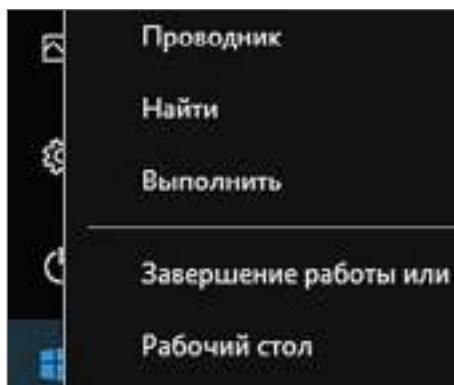 Проводник
Найти
Выполнить
Завершение работы или
Рабочий стол